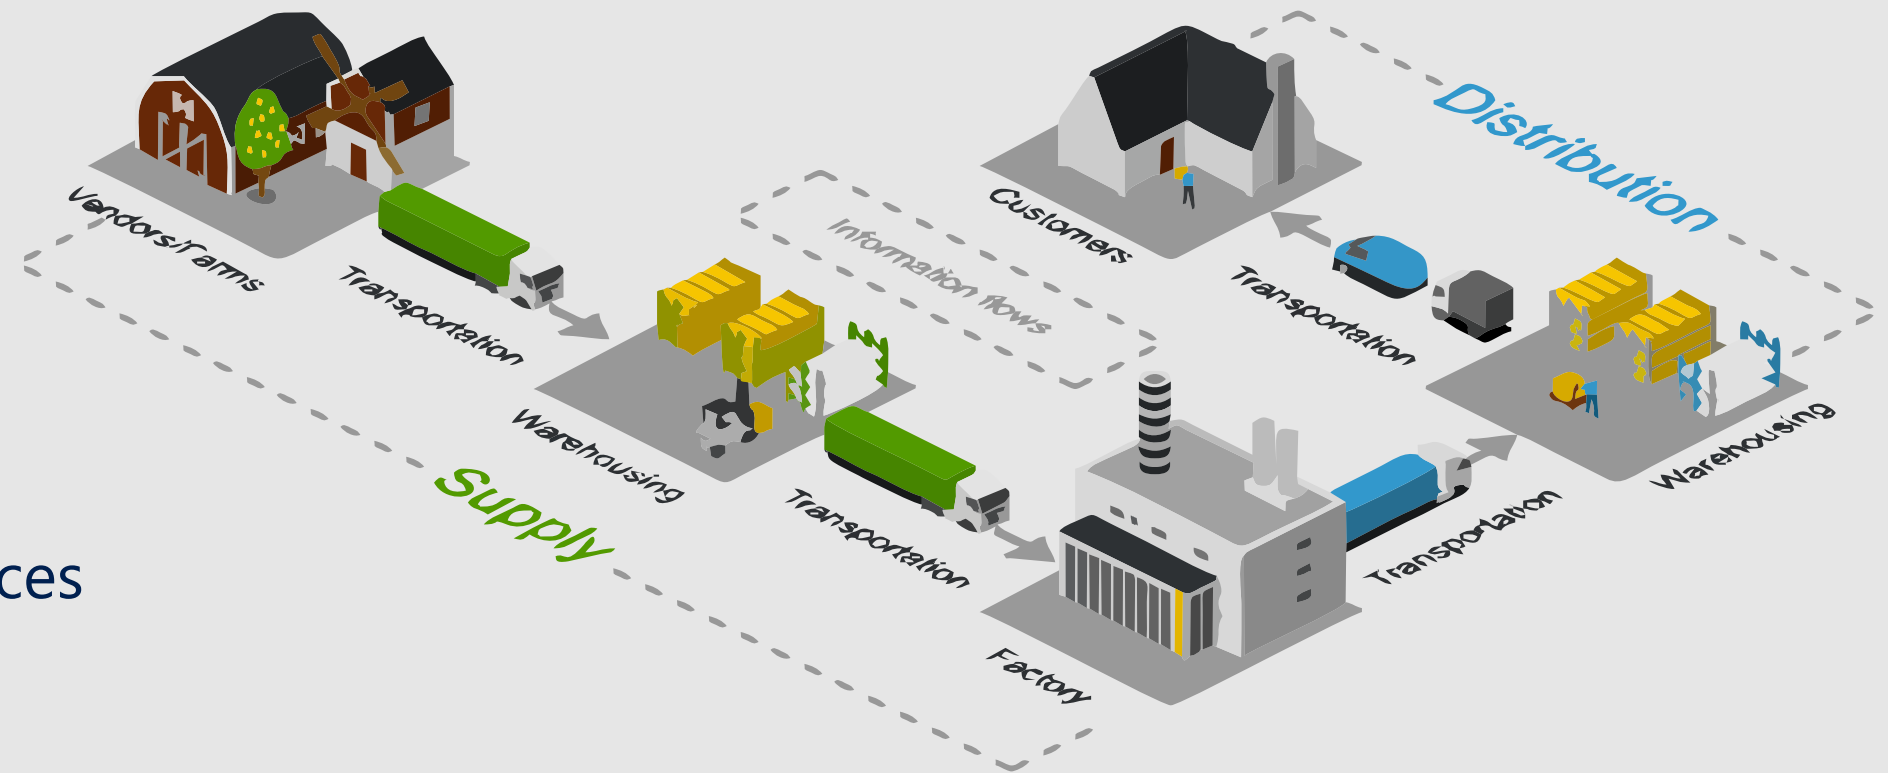 Vendors/Farms
Transportation
Warehousing
Transportation
Factory
Supply
Information flows
Customers
Transportation
Distribution
Warehousing
Transportation
ces